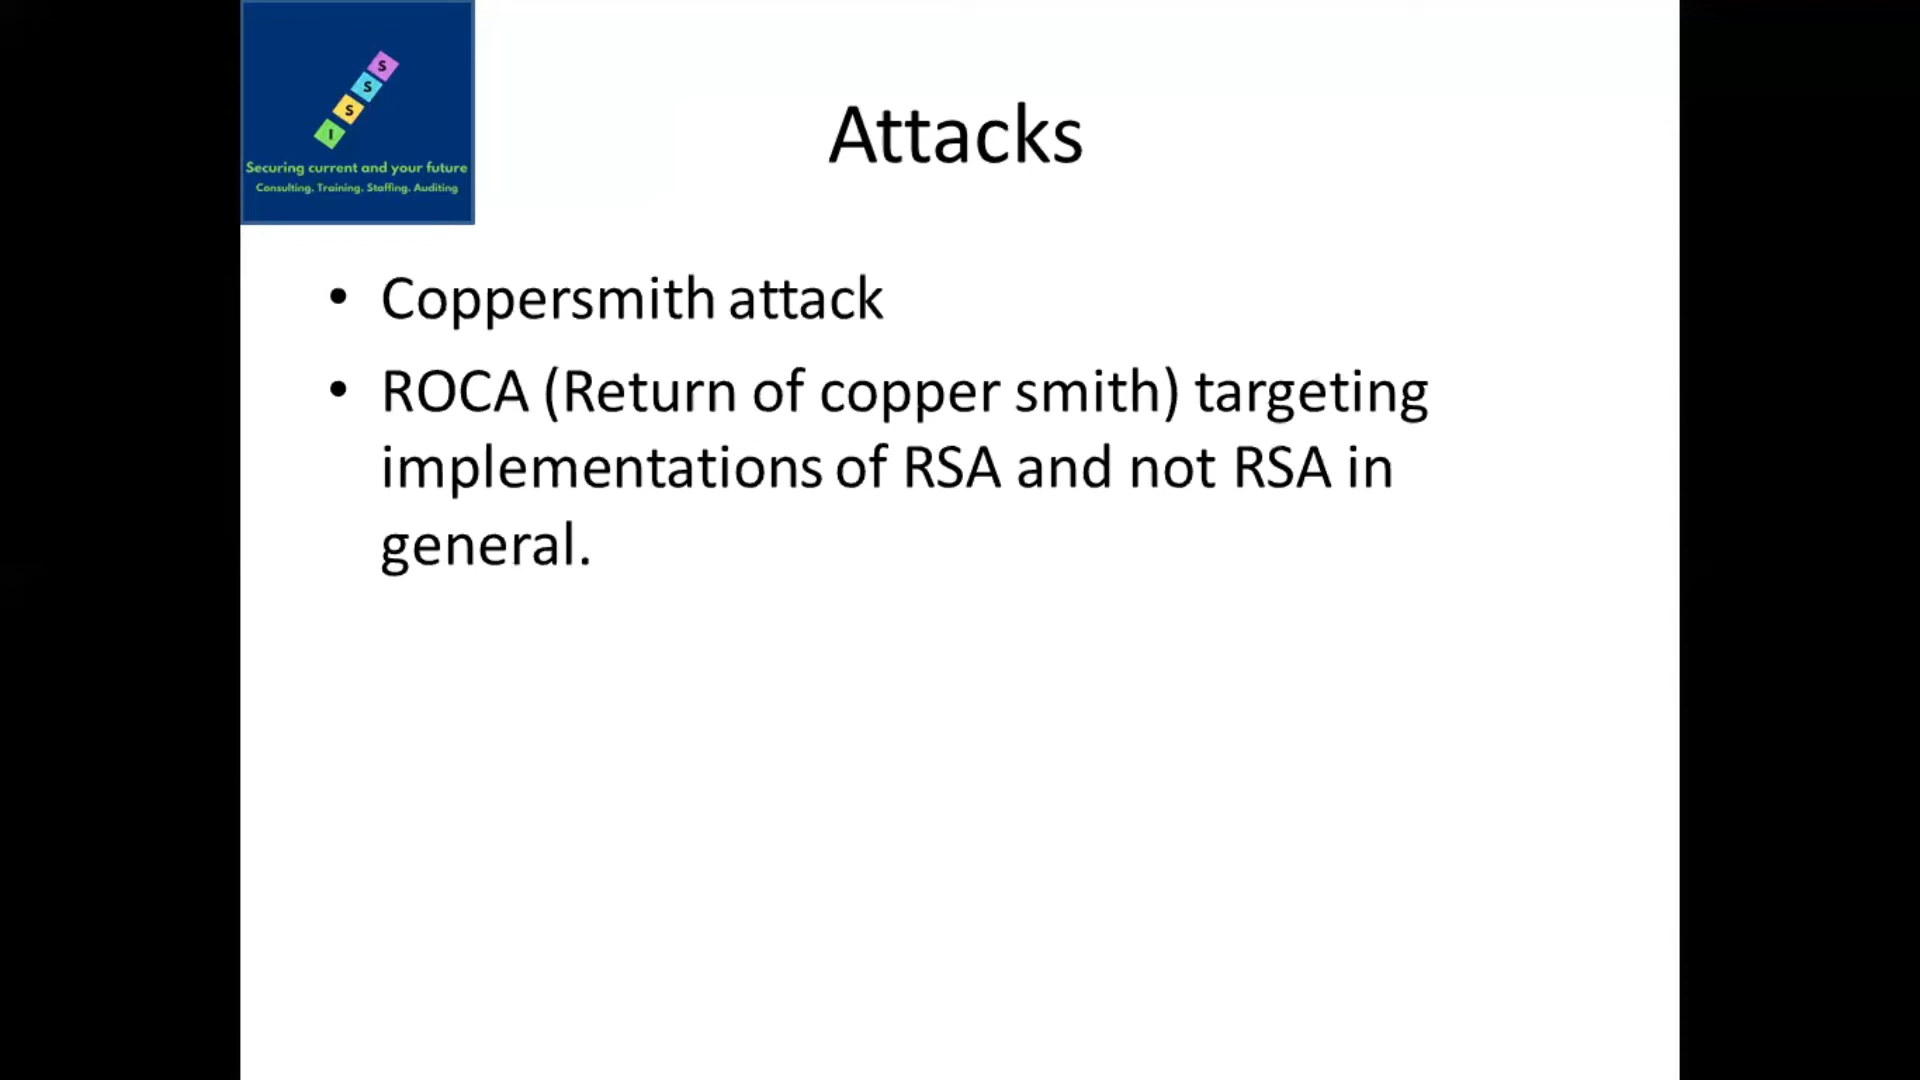 S
S
S
I
Securing current and your future
Consulting. Training. Staffing. Auditing
Attacks
• Coppersmith attack
• ROCA (Return of copper smith) targeting
implementations of RSA and not RSA in
general.